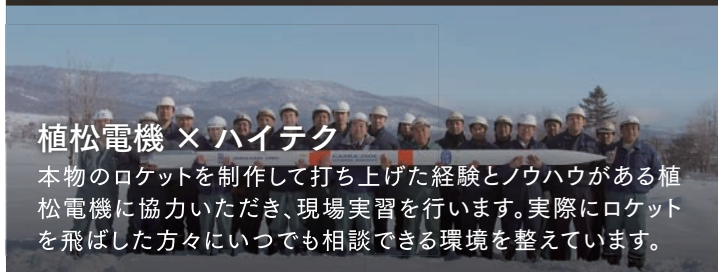 植松電機 × ハイテク
本物のロケットを制作して打ち上げた経験とノウハウがある植
松電機に協力いただき、現場実習を行います。実際にロケット
を飛ばした方々にいつでも相談できる環境を整えています。